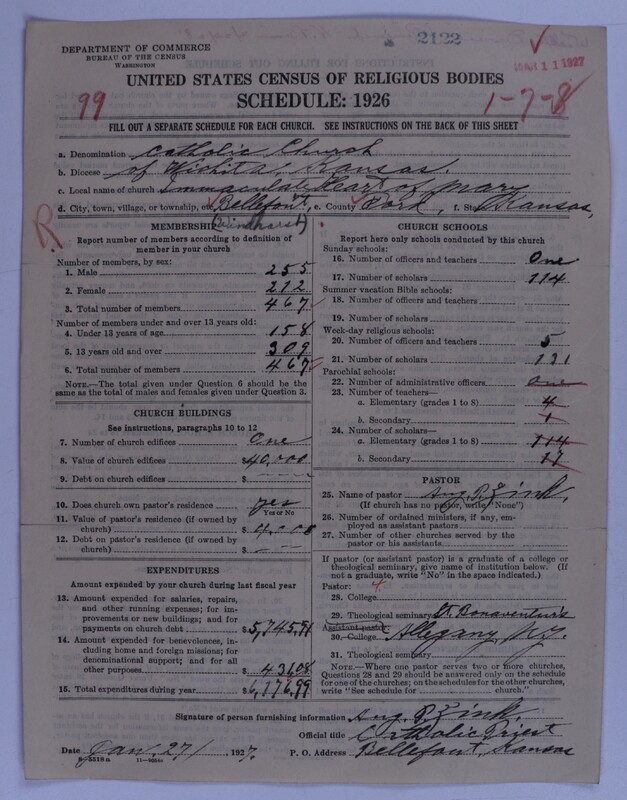 2122
DEPARTMENT OF COMMERCE
BUREAU OF THE CENSUS
WASHINGTON
11 1927
UNITED STATES CENSUS OF RELIGIOUS BODIES
SCHEDULE: 1926
99
1-7-8
FILL OUT A SEPARATE SCHEDULE FOR EACH CHURCH. SEE INSTRUCTIONS ON THE BACK OF THIS SHEET
a. Denomination Catholic Church
b. Diocese of Wichita, Kansas.
c. Local name of church Immaculate Heart of Mary
d. City, town, village, or township, etc. Bellefont, e. County Ford, f. State Kansas,
R.
(Windhorst)
MEMBERSHIP
Report number of members according to definition of member in your church
Number of members, by sex:
1. Male 255
2. Female 212
3. Total number of members 467
Number of members under and over 13 years old:
4. Under 13 years of age 158
5. 13 years old and over 309
6. Total number of members 467
NOTE.—The total given under Question 6 should be the same as the total of males and females given under Question 3.
CHURCH BUILDINGS
See instructions, paragraphs 10 to 12
7. Number of church edifices One
8. Value of church edifices $40,000
9. Debt on church edifices $ ---
10. Does church own pastor's residence yes
Yes or No
11. Value of pastor's residence (if owned by church) $4,000
12. Debt on pastor's residence (if owned by church) $ ---
EXPENDITURES
Amount expended by your church during last fiscal year
13. Amount expended for salaries, repairs, and other running expenses; for improvements or new buildings; and for payments on church debt $5,745.91
14. Amount expended for benevolences, including home and foreign missions; for denominational support; and for all other purposes $
15. Total expenditures during year $
CHURCH SCHOOLS
Report here only schools conducted by this church
Sunday schools:
16. Number of officers and teachers One
17. Number of scholars 114
Summer vacation Bible schools:
18. Number of officers and teachers
19. Number of scholars
Week-day religious schools:
20. Number of officers and teachers 5
21. Number of scholars 131
Parochial schools:
22. Number of administrative officers One
23. Number of teachers—
a. Elementary (grades 1 to 8) 4
b. Secondary 1
24. Number of scholars—
a. Elementary (grades 1 to 8) 114
b. Secondary 17
PASTOR
25. Name of pastor Aug. P. Zink.
(If church has no pastor, write "None")
26. Number of ordained ministers, if any, employed as assistant pastors
27. Number of other churches served by the pastor or his assistants
If pastor (or assistant pastor) is a graduate of a college or theological seminary, give name of institution below. (If not a graduate, write "No" in the space indicated.)
Pastor:
28. College
29. Theological seminary St. Bonaventure's
Assistant pastor:
30. College Allegany, N.Y.
31. Theological seminary
NOTE.—Where one pastor serves two or more churches, Questions 28 and 29 should be answered only on the schedule for one of the churches; on the schedules for the other churches, write "See schedule for church."
Signature of person furnishing information Aug. P. Zink.
Official title Catholic Priest
Date Jan. 27, 1927. P. O. Address Bellefont, Kansas